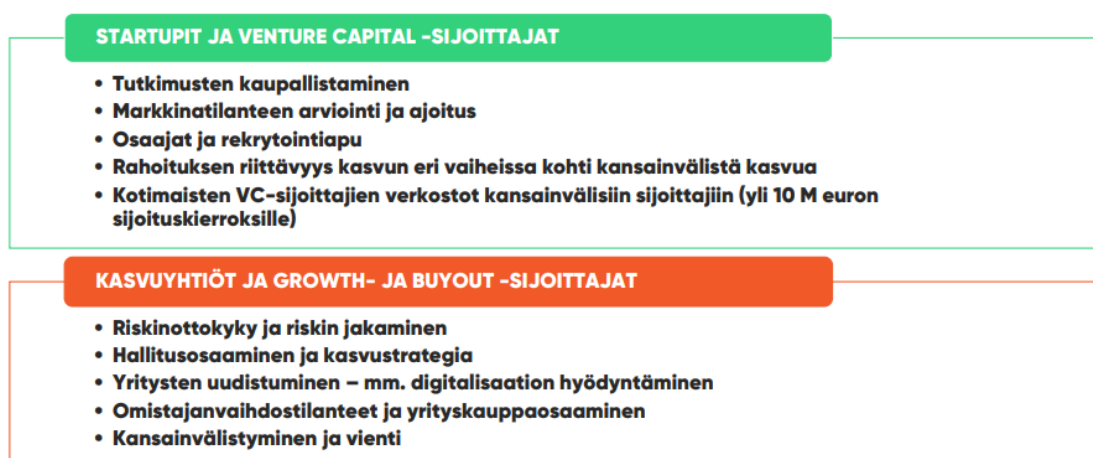 STARTUPIT JA VENTURE CAPITAL -SIJOITTAJAT
• Tutkimusten kaupallistaminen
• Markkinatilanteen arviointi ja ajoitus
• Osaajat ja rekrytointiapu
• Rahoituksen riittävyys kasvun eri vaiheissa kohti kansainvälistä kasvua
• Kotimaisten VC-sijoittajien verkostot kansainvälisiin sijoittajiin (yli 10 M euron
sijoituskierroksille)
KASVUYHTIÖT JA GROWTH- JA BUYOUT -SIJOITTAJAT
• Riskinottokyky ja riskin jakaminen
• Hallitusosaaminen ja kasvustrategia
• Yritysten uudistuminen – mm. digitalisaation hyödyntäminen
• Omistajanvaihdostilanteet ja yrityskauppaosaaminen
• Kansainvälistyminen ja vienti